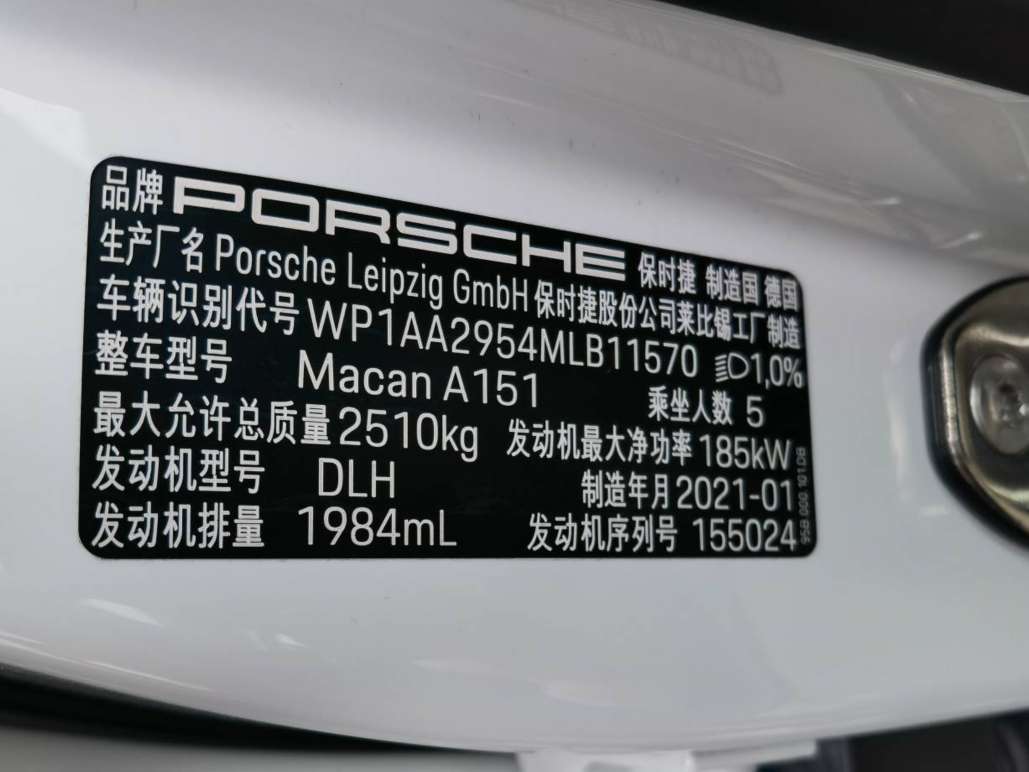 品牌 PORSCHE 保时捷 制造国 德国
生产厂名 Porsche Leipzig GmbH 保时捷股份公司莱比锡工厂制造
车辆识别代号 WP1AA2954MLB11570 1,0%
整车型号 Macan A151 乘坐人数 5
最大允许总质量 2510kg 发动机最大净功率 185kW
发动机型号 DLH 制造年月 2021-01
发动机排量 1984mL 发动机序列号 155024
95B.000.101.DB